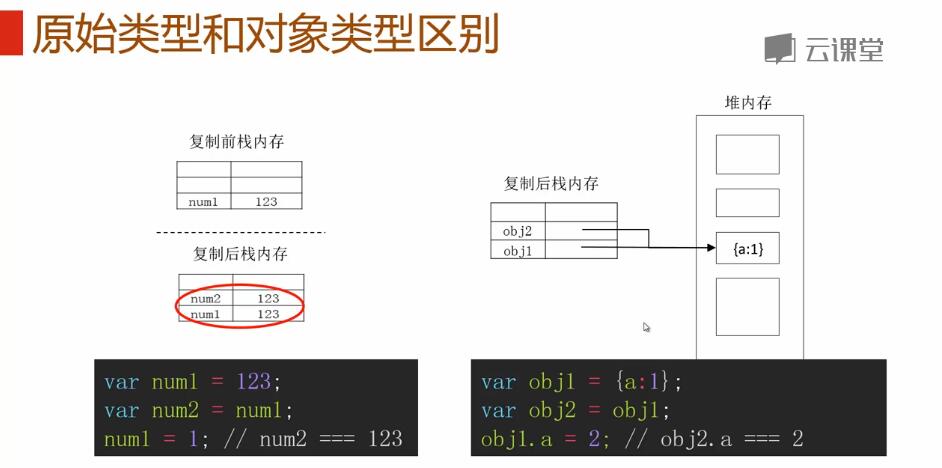 原始类型和对象类型区别
云课堂
复制前栈内存
num1 123
复制后栈内存
num2 123
num1 123
var num1 = 123;
var num2 = num1;
num1 = 1; // num2 === 123
堆内存
复制后栈内存
obj2
obj1
{a:1}
var obj1 = {a:1};
var obj2 = obj1;
obj1.a = 2; // obj2.a === 2